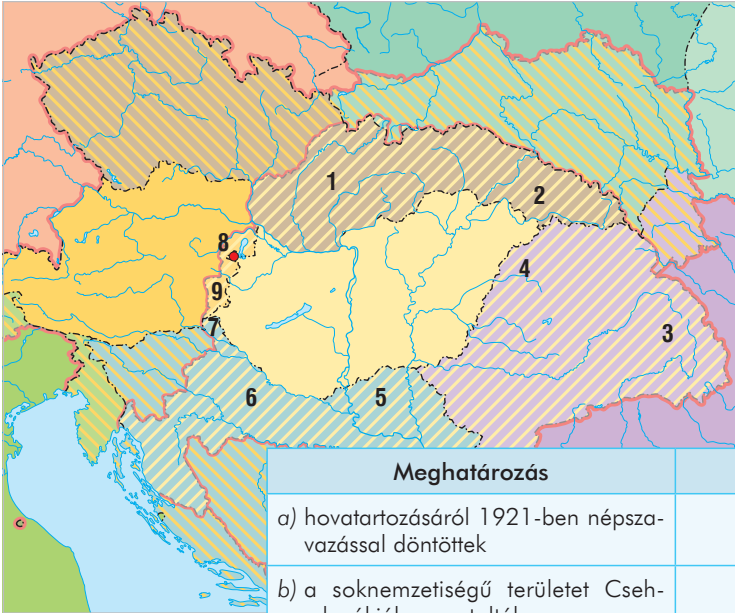 1
2
8
4
9
3
7
6
5
Meghatározás
a) hovatartozásáról 1921-ben népsza-
vazással döntöttek
b) a soknemzetiségű területet Cseh-